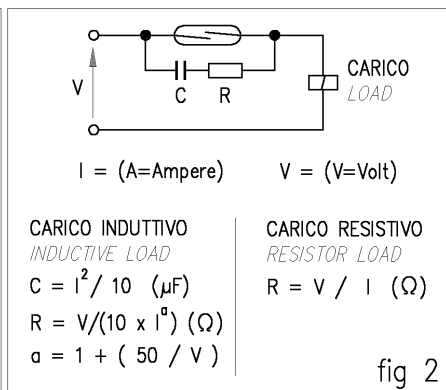 V
C R
CARICO
LOAD
I = (A=Ampere) V = (V=Volt)
CARICO INDUTTIVO
INDUCTIVE LOAD
C = I²/ 10 (µF)
R = V/(10 x Iᵃ) (Ω)
a = 1 + ( 50 / V )
CARICO RESISTIVO
RESISTOR LOAD
R = V / I (Ω)
fig 2